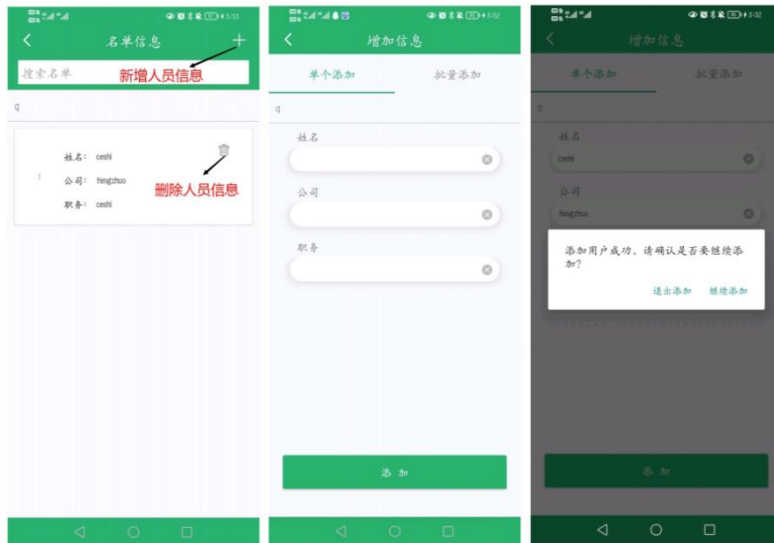 名单信息
搜索名单
新增人员信息
q
1
姓名: ceshi
公司: fengzhuo
职务: ceshi
删除人员信息
增加信息
单个添加 批量添加
q
姓名
公司
职务
添加
增加信息
单个添加 批量添加
q
姓名
ceshi
公司
fengzhuo
添加用户成功,请确认是否要继续添
加?
退出添加 继续添加
添加